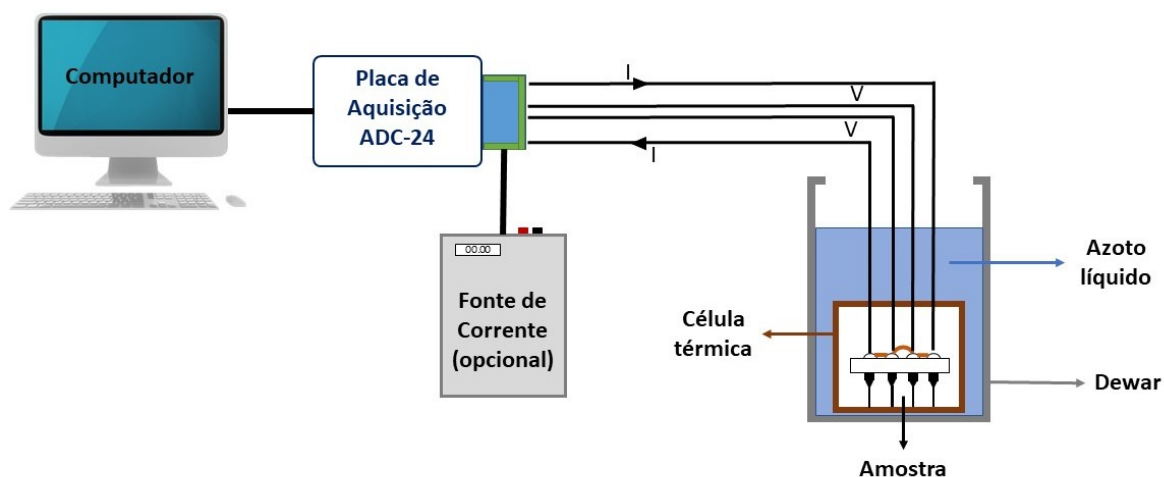 Computador
Placa de
Aquisição
ADC-24
I
V
V
I
00.00
Fonte de
Corrente
(opcional)
Azoto
líquido
Célula
térmica
Dewar
Amostra